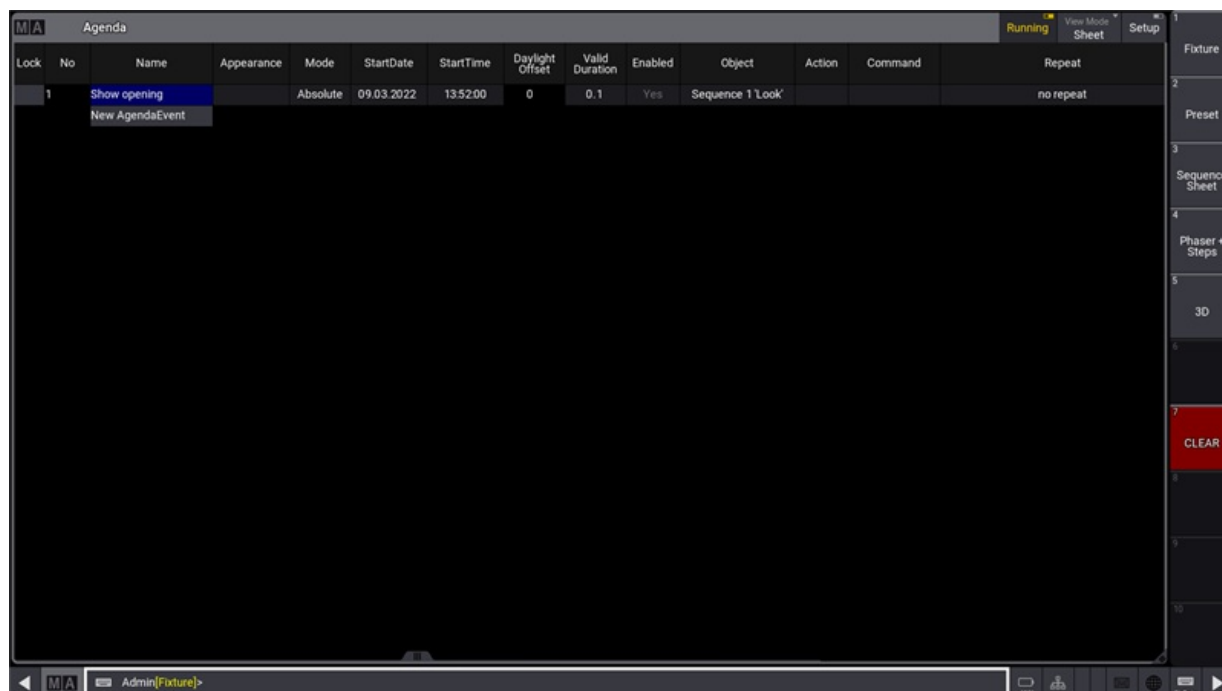 MA Agenda Running View Mode Sheet Setup
Lock No Name Appearance Mode StartDate StartTime Daylight Offset Valid Duration Enabled Object Action Command Repeat
1 Show opening Absolute 09.03.2022 13:52:00 0 0.1 Yes Sequence 1 'Look' no repeat
New AgendaEvent
1
Fixture
2
Preset
3
Sequenc
Sheet
4
Phaser +
Steps
5
3D
6
7
CLEAR
8
9
10
MA Admin[Fixture]>